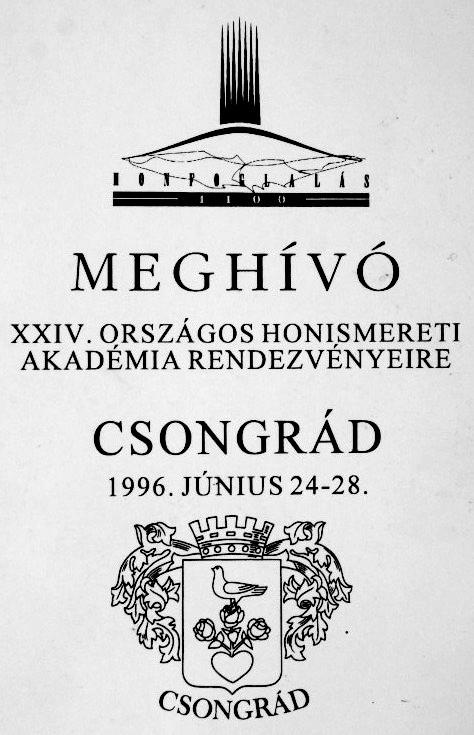 HONFOGLALÁS
1100
MEGHÍVÓ
XXIV. ORSZÁGOS HONISMERETI
AKADÉMIA RENDEZVÉNYEIRE
CSONGRÁD
1996. JÚNIUS 24-28.
CSONGRÁD